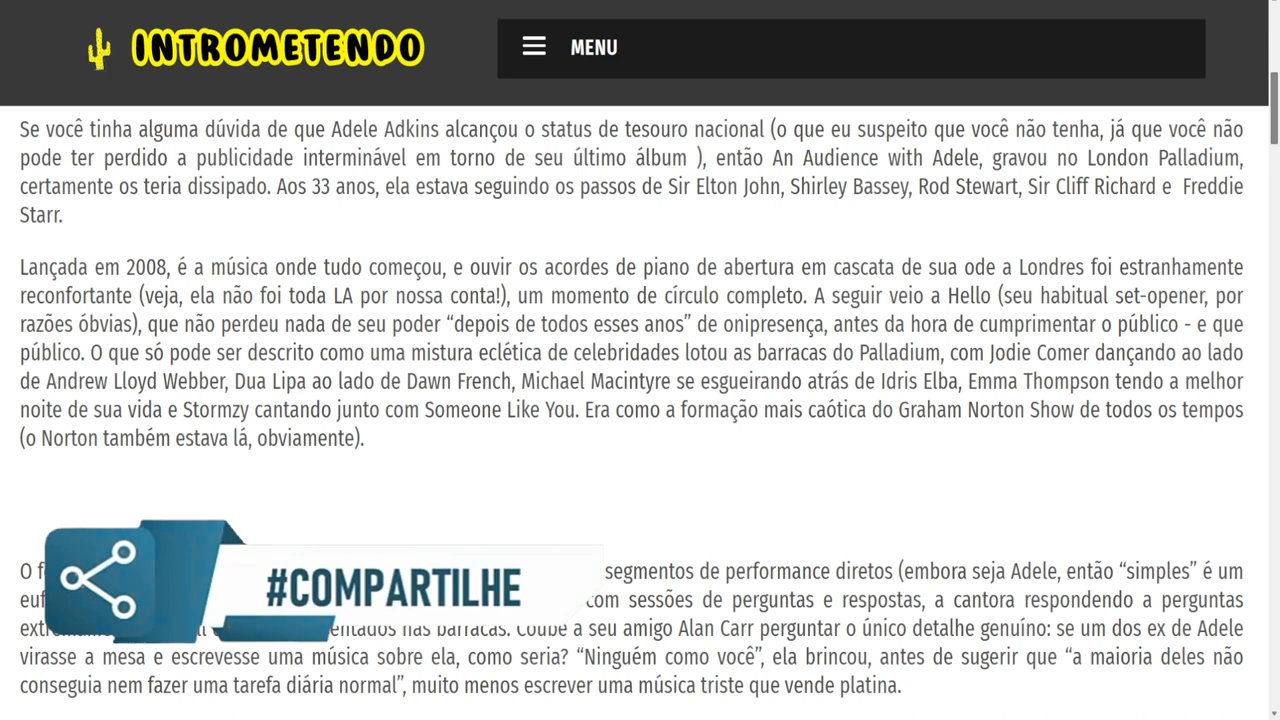 INTROMETENDO
MENU
Se você tinha alguma dúvida de que Adele Adkins alcançou o status de tesouro nacional (o que eu suspeito que você não tenha, já que você não
pode ter perdido a publicidade interminável em torno de seu último álbum ), então An Audience with Adele, gravou no London Palladium,
certamente os teria dissipado. Aos 33 anos, ela estava seguindo os passos de Sir Elton John, Shirley Bassey, Rod Stewart, Sir Cliff Richard e Freddie
Starr.
Lançada em 2008, é a música onde tudo começou, e ouvir os acordes de piano de abertura em cascata de sua ode a Londres foi estranhamente
reconfortante (veja, ela não foi toda LA por nossa conta!), um momento de círculo completo. A seguir veio a Hello (seu habitual set-opener, por
razões óbvias), que não perdeu nada de seu poder “depois de todos esses anos” de onipresença, antes da hora de cumprimentar o público - e que
público. O que só pode ser descrito como uma mistura eclética de celebridades lotou as barracas do Palladium, com Jodie Comer dançando ao lado
de Andrew Lloyd Webber, Dua Lipa ao lado de Dawn French, Michael Macintyre se esgueirando atrás de Idris Elba, Emma Thompson tendo a melhor
noite de sua vida e Stormzy cantando junto com Someone Like You. Era como a formação mais caótica do Graham Norton Show de todos os tempos
(o Norton também estava lá, obviamente).
O segmentos de performance diretos (embora seja Adele, então “simples” é um
com sessões de perguntas e respostas, a cantora respondendo a perguntas
nas barracas. Coube a seu amigo Alan Carr perguntar o único detalhe genuíno: se um dos ex de Adele
virasse a mesa e escrevesse uma música sobre ela, como seria? “Ninguém como você”, ela brincou, antes de sugerir que “a maioria deles não
conseguia nem fazer uma tarefa diária normal”, muito menos escrever uma música triste que vende platina.
#COMPARTILHE